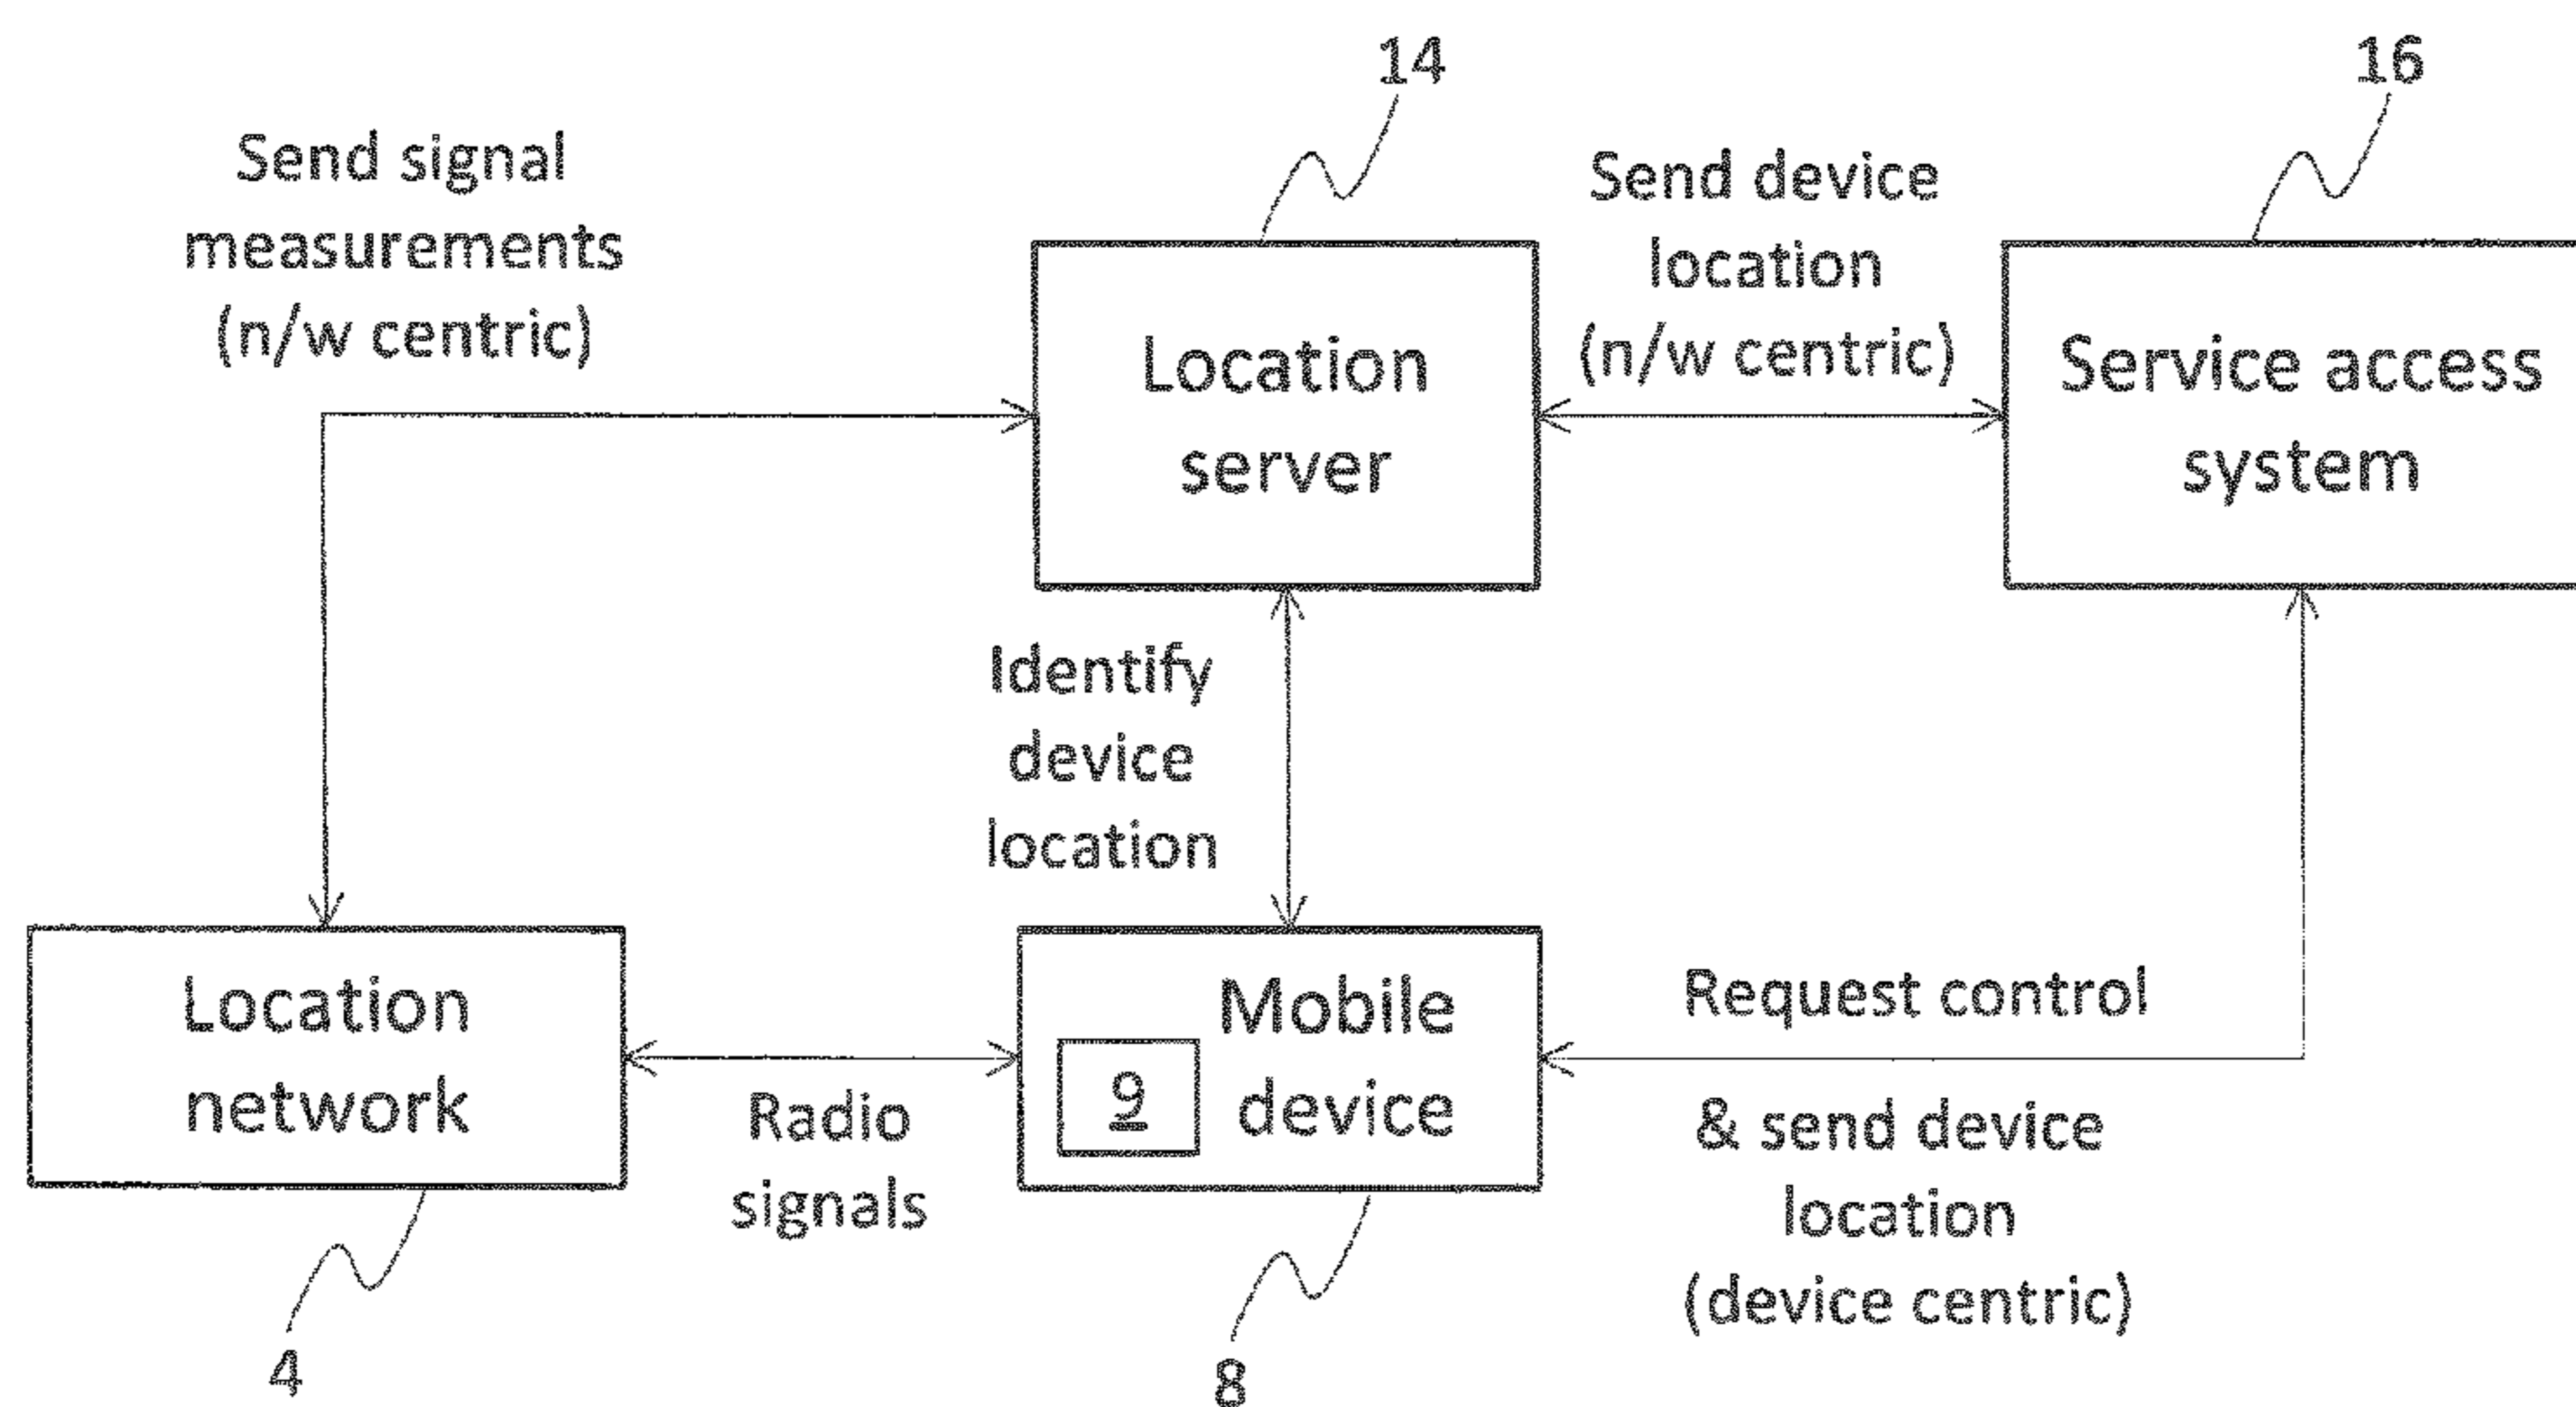 14
16
Send signal
measurements
(n/w centric)
Send device
location
(n/w centric)
Location
server
Service access
system
Identify
device
location
Location
network
Radio
signals
Mobile
device
9
Request control
& send device
location
(device centric)
4
8